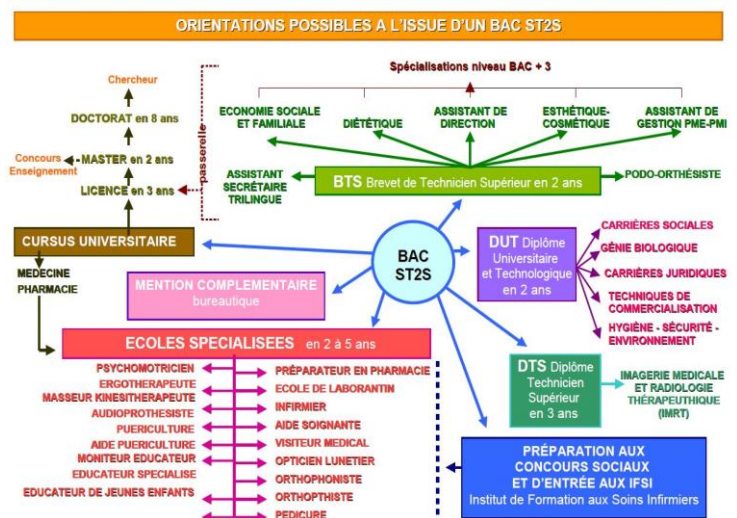 ORIENTATIONS POSSIBLES A L'ISSUE D'UN BAC ST2S
Chercheur
DOCTORAT en 8 ans
Concours
Enseignement
MASTER en 2 ans
LICENCE en 3 ans
passerelle
CURSUS UNIVERSITAIRE
MEDECINE
PHARMACIE
Spécialisations niveau BAC + 3
ECONOMIE SOCIALE
ET FAMILIALE
DIÉTÉTIQUE
ASSISTANT DE
DIRECTION
ESTHÉTIQUE-
COSMÉTIQUE
ASSISTANT DE
GESTION PME-PMI
ASSISTANT
SECRÉTAIRE
TRILINGUE
BTS Brevet de Technicien Supérieur en 2 ans
PODO-ORTHÉSISTE
BAC
ST2S
MENTION COMPLEMENTAIRE
bureautique
DUT Diplôme
Universitaire
et Technologique
en 2 ans
CARRIÈRES SOCIALES
GÉNIE BIOLOGIQUE
CARRIÈRES JURIDIQUES
TECHNIQUES DE
COMMERCIALISATION
HYGIÈNE - SÉCURITÉ -
ENVIRONNEMENT
ECOLES SPECIALISEES en 2 à 5 ans
PSYCHOMOTRICIEN
ERGOTHERAPEUTE
MASSEUR KINESITHERAPEUTE
AUDIOPROTHESISTE
PUERICULTURE
AIDE PUERICULTURE
MONITEUR EDUCATEUR
EDUCATEUR SPECIALISE
EDUCATEUR DE JEUNES ENFANTS
PRÉPARATEUR EN PHARMACIE
ECOLE DE LABORANTIN
INFIRMIER
AIDE SOIGNANTE
VISITEUR MEDICAL
OPTICIEN LUNETIER
ORTHOPHONISTE
ORTHOPTHISTE
PEDICURE
DTS Diplôme
Technicien
Supérieur
en 3 ans
IMAGERIE MEDICALE
ET RADIOLOGIE
THÉRAPEUTHIQUE
(IMRT)
PRÉPARATION AUX
CONCOURS SOCIAUX
ET D'ENTRÉE AUX IFSI
Institut de Formation aux Soins Infirmiers